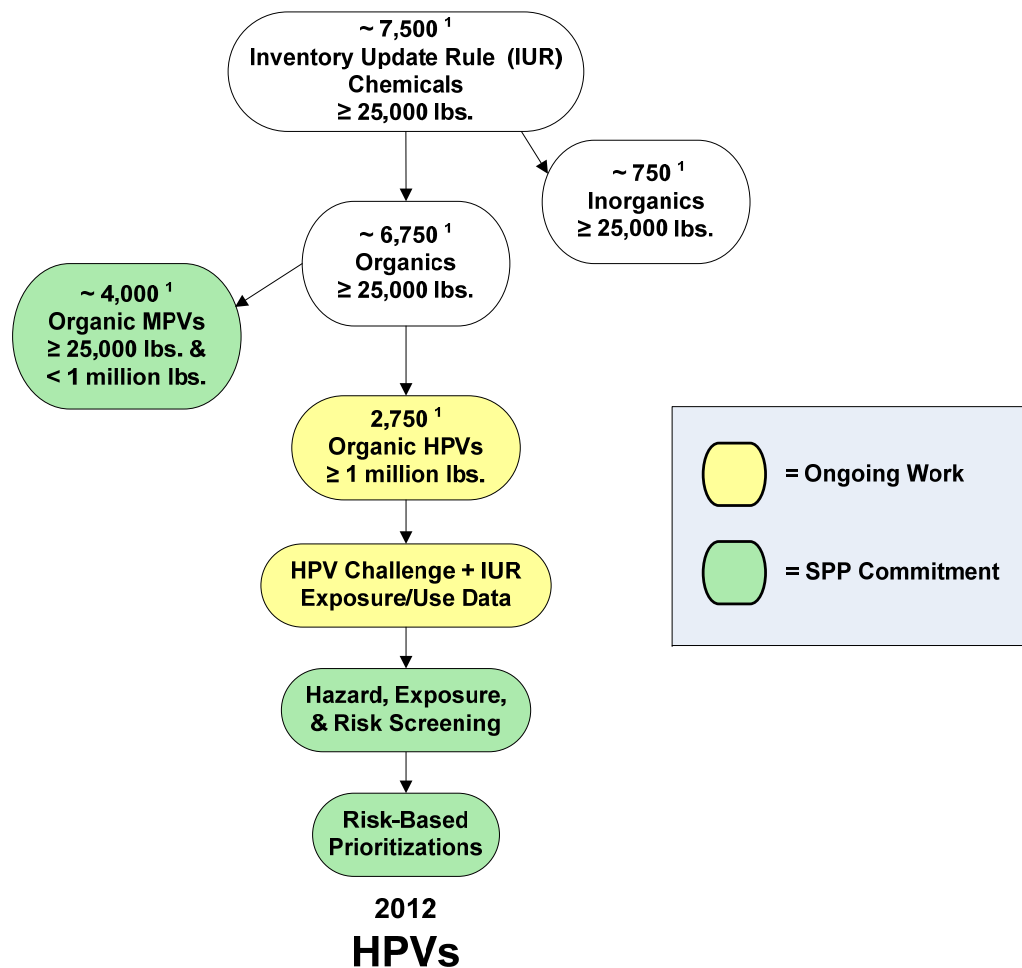 ~ 7,500 ¹
Inventory Update Rule (IUR)
Chemicals
≥ 25,000 lbs.
~ 750 ¹
Inorganics
≥ 25,000 lbs.
~ 6,750 ¹
Organics
≥ 25,000 lbs.
~ 4,000 ¹
Organic MPVs
≥ 25,000 lbs. &
< 1 million lbs.
2,750 ¹
Organic HPVs
≥ 1 million lbs.
= Ongoing Work
= SPP Commitment
HPV Challenge + IUR
Exposure/Use Data
Hazard, Exposure,
& Risk Screening
Risk-Based
Prioritizations
2012
HPVs